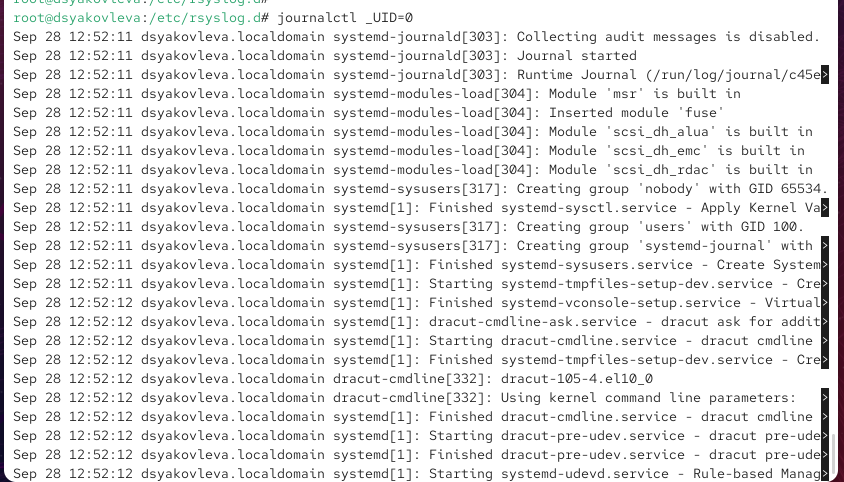 root@dsyakovleva:/etc/rsyslog.d#
root@dsyakovleva:/etc/rsyslog.d# journalctl _UID=0
Sep 28 12:52:11 dsyakovleva.localdomain systemd-journald[303]: Collecting audit messages is disabled.
Sep 28 12:52:11 dsyakovleva.localdomain systemd-journald[303]: Journal started
Sep 28 12:52:11 dsyakovleva.localdomain systemd-journald[303]: Runtime Journal (/run/log/journal/c45e>
Sep 28 12:52:11 dsyakovleva.localdomain systemd-modules-load[304]: Module 'msr' is built in
Sep 28 12:52:11 dsyakovleva.localdomain systemd-modules-load[304]: Inserted module 'fuse'
Sep 28 12:52:11 dsyakovleva.localdomain systemd-modules-load[304]: Module 'scsi_dh_alua' is built in
Sep 28 12:52:11 dsyakovleva.localdomain systemd-modules-load[304]: Module 'scsi_dh_emc' is built in
Sep 28 12:52:11 dsyakovleva.localdomain systemd-modules-load[304]: Module 'scsi_dh_rdac' is built in
Sep 28 12:52:11 dsyakovleva.localdomain systemd-sysusers[317]: Creating group 'nobody' with GID 65534.
Sep 28 12:52:11 dsyakovleva.localdomain systemd[1]: Finished systemd-sysctl.service - Apply Kernel Va>
Sep 28 12:52:11 dsyakovleva.localdomain systemd-sysusers[317]: Creating group 'users' with GID 100.
Sep 28 12:52:11 dsyakovleva.localdomain systemd-sysusers[317]: Creating group 'systemd-journal' with >
Sep 28 12:52:11 dsyakovleva.localdomain systemd[1]: Finished systemd-sysusers.service - Create System>
Sep 28 12:52:11 dsyakovleva.localdomain systemd[1]: Starting systemd-tmpfiles-setup-dev.service - Cre>
Sep 28 12:52:12 dsyakovleva.localdomain systemd[1]: Finished systemd-vconsole-setup.service - Virtual>
Sep 28 12:52:12 dsyakovleva.localdomain systemd[1]: dracut-cmdline-ask.service - dracut ask for addit>
Sep 28 12:52:12 dsyakovleva.localdomain systemd[1]: Starting dracut-cmdline.service - dracut cmdline >
Sep 28 12:52:12 dsyakovleva.localdomain systemd[1]: Finished systemd-tmpfiles-setup-dev.service - Cre>
Sep 28 12:52:12 dsyakovleva.localdomain dracut-cmdline[332]: dracut-105-4.el10_0
Sep 28 12:52:12 dsyakovleva.localdomain dracut-cmdline[332]: Using kernel command line parameters:    >
Sep 28 12:52:12 dsyakovleva.localdomain systemd[1]: Finished dracut-cmdline.service - dracut cmdline >
Sep 28 12:52:12 dsyakovleva.localdomain systemd[1]: Starting dracut-pre-udev.service - dracut pre-ude>
Sep 28 12:52:12 dsyakovleva.localdomain systemd[1]: Finished dracut-pre-udev.service - dracut pre-ude>
Sep 28 12:52:12 dsyakovleva.localdomain systemd[1]: Starting systemd-udevd.service - Rule-based Manag>